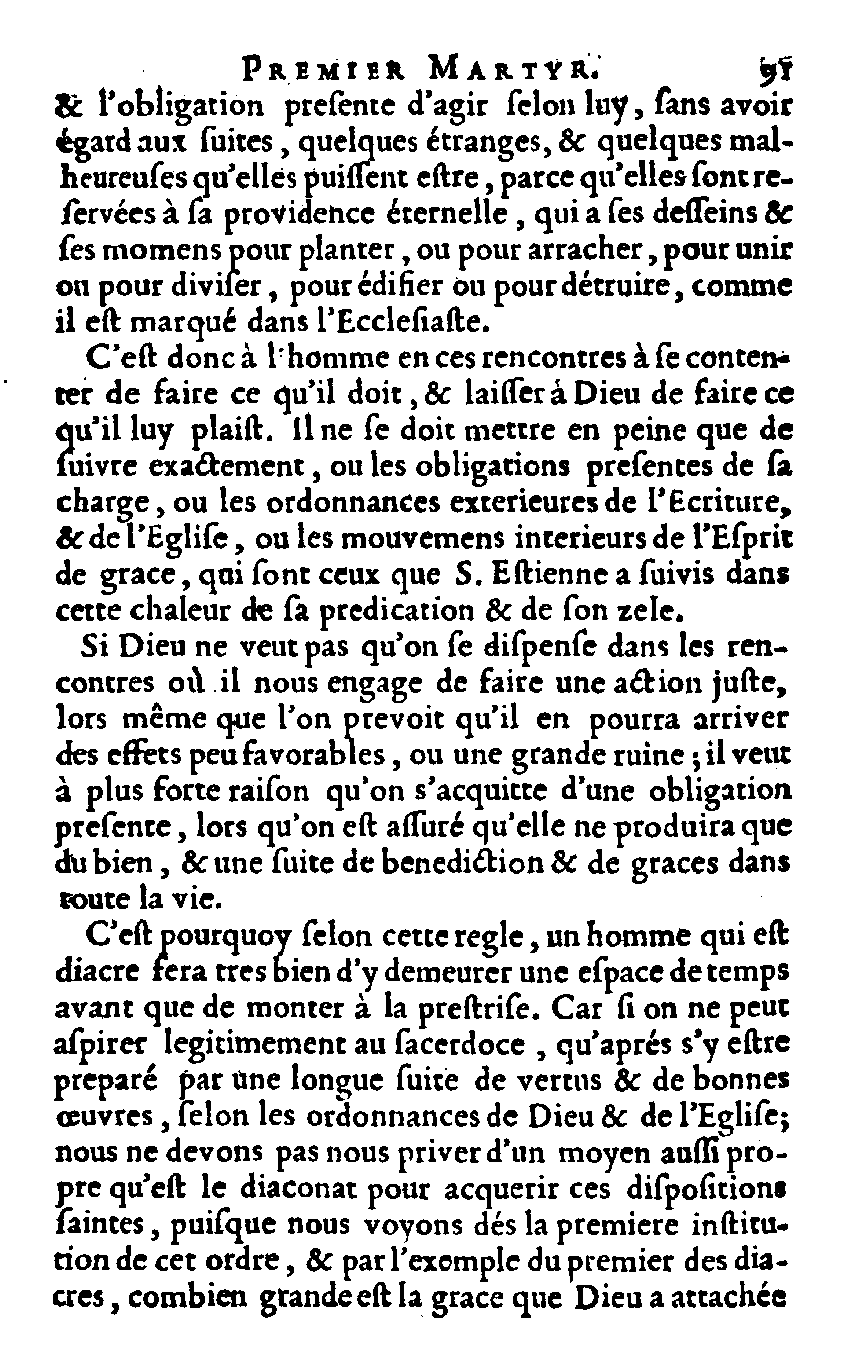 PREMIER MARTYR. 91
& l'obligation preſente d'agir ſelon luy, ſans avoir
égard aux ſuites, quelques étranges, & quelques mal-
heureuſes qu'elles puiſſent eſtre, parce qu'elles ſont re-
ſervées à ſa providence éternelle, qui a ſes deſſeins &
ſes momens pour planter, ou pour arracher, pour unir
ou pour diviſer, pour édifier ou pour détruire, comme
il eſt marqué dans l'Eccleſiaſte.
C'eſt donc à l'homme en ces rencontres à ſe conten-
ter de faire ce qu'il doit, & laiſſer à Dieu de faire ce
qu'il luy plaiſt. Il ne ſe doit mettre en peine que de
ſuivre exactement, ou les obligations preſentes de ſa
charge, ou les ordonnances exterieures de l'Ecriture,
& de l'Egliſe, ou les mouvemens interieurs de l'Eſprit
de grace, qui ſont ceux que S. Eſtienne a ſuivis dans
cette chaleur de ſa predication & de ſon zele.
Si Dieu ne veut pas qu'on ſe diſpenſe dans les ren-
contres où il nous engage de faire une action juſte,
lors même que l'on prevoit qu'il en pourra arriver
des effets peu favorables, ou une grande ruine; il veut
à plus forte raiſon qu'on s'acquitte d'une obligation
preſente, lors qu'on eſt aſſuré qu'elle ne produira que
du bien, & une ſuite de benediction & de graces dans
toute la vie.
C'eſt pourquoy ſelon cette regle, un homme qui eſt
diacre ſera tres bien d'y demeurer une eſpace de temps
avant que de monter à la preſtriſe. Car ſi on ne peut
aſpirer legitimement au ſacerdoce, qu'aprés s'y eſtre
preparé par une longue ſuite de vertus & de bonnes
œuvres, ſelon les ordonnances de Dieu & de l'Egliſe;
nous ne devons pas nous priver d'un moyen auſſi pro-
pre qu'eſt le diaconat pour acquerir ces diſpoſitions
ſaintes, puiſque nous voyons dés la premiere inſtitu-
tion de cet ordre, & par l'exemple du premier des dia-
cres, combien grande eſt la grace que Dieu a attachée